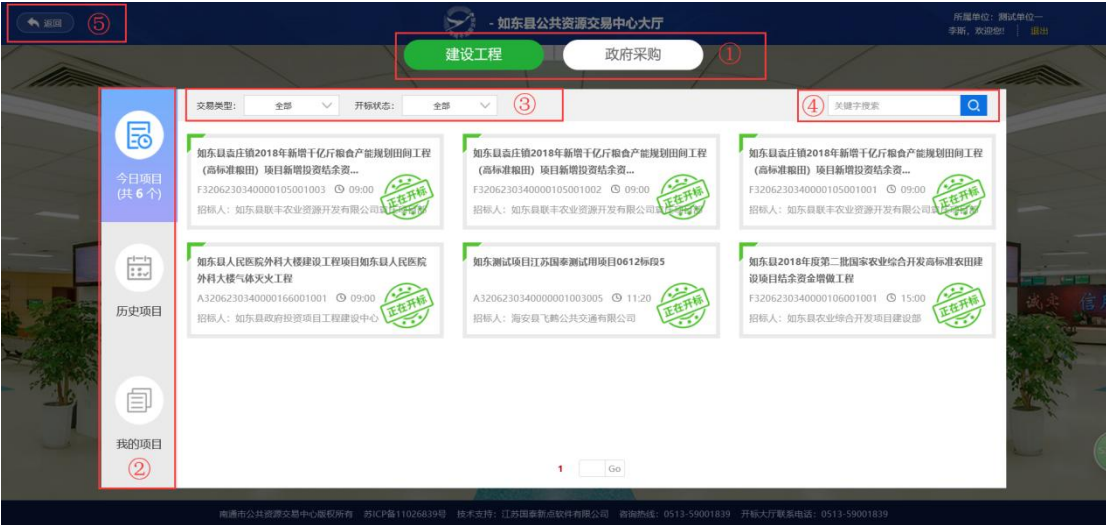 返回
⑤
- 如东县公共资源交易中心大厅
所属单位：测试单位一
李斯，欢迎您！ 退出
建设工程
政府采购
①
今日项目
(共 6 个)
历史项目
我的项目
②
交易类型： 全部
开标状态： 全部
③
④
关键字搜索
如东县袁庄镇2018年新增千亿斤粮食产能规划田间工程
（高标准粮田）项目新增投资结余资...
F3206230340000105001003 09:00
招标人：如东县联丰农业资源开发有限公司
正在开标
如东县袁庄镇2018年新增千亿斤粮食产能规划田间工程
（高标准粮田）项目新增投资结余资...
F3206230340000105001002 09:00
招标人：如东县联丰农业资源开发有限公司
正在开标
如东县袁庄镇2018年新增千亿斤粮食产能规划田间工程
（高标准粮田）项目新增投资结余资...
F3206230340000105001001 09:00
招标人：如东县联丰农业资源开发有限公司
正在开标
如东县人民医院外科大楼建设工程项目如东县人民医院
外科大楼气体灭火工程
A3206230340000166001001 09:00
招标人：如东县政府投资项目工程建设中心
正在开标
如东测试项目江苏国泰测试用项目0612标段5
A3206230340000001003005 11:20
招标人：海安县飞鹤公共交通有限公司
正在开标
如东县2018年度第二批国家农业综合开发高标准农田建
设项目结余资金增做工程
F3206230340000106001001 15:00
招标人：如东县农业综合开发项目建设部
正在开标
诚实 信
1 Go
南通市公共资源交易中心版权所有 苏ICP备11026839号 技术支持：江苏国泰新点软件有限公司 咨询热线：0513-59001839 开标大厅联系电话：0513-59001839